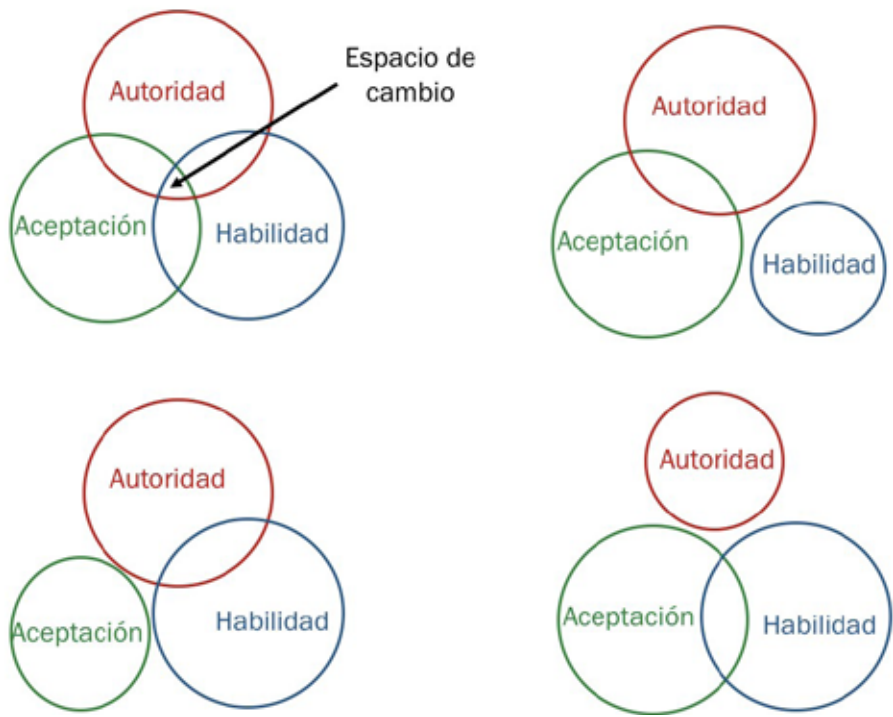 Autoridad
Espacio de
cambio
Aceptación
Habilidad
Autoridad
Aceptación
Habilidad
Autoridad
Aceptación
Habilidad
Autoridad
Aceptación
Habilidad